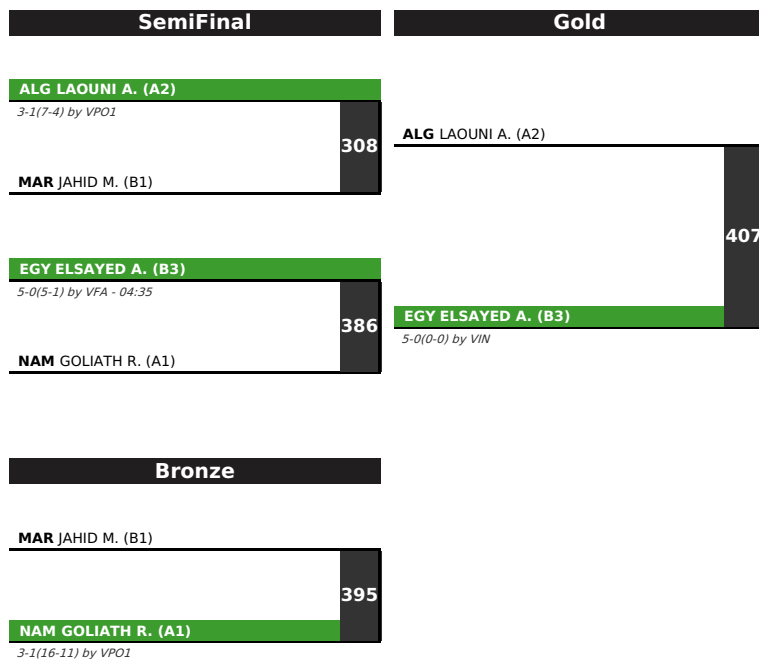 SemiFinal
ALG LAOUNI A. (A2)
3-1(7-4) by VPO1
308
MAR JAHID M. (B1)
EGY ELSAYED A. (B3)
5-0(5-1) by VFA - 04:35
386
NAM GOLIATH R. (A1)
Gold
ALG LAOUNI A. (A2)
407
EGY ELSAYED A. (B3)
5-0(0-0) by VIN
Bronze
MAR JAHID M. (B1)
395
NAM GOLIATH R. (A1)
3-1(16-11) by VPO1